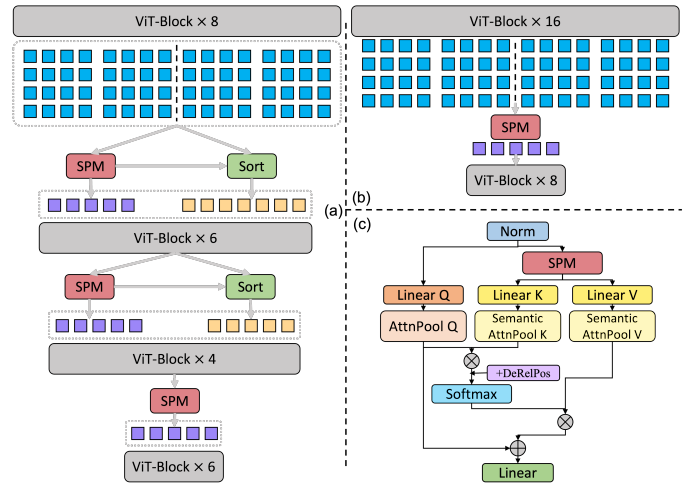 ViT-Block × 8
SPM
Sort
ViT-Block × 6
SPM
Sort
ViT-Block × 4
SPM
ViT-Block × 6
(a)
ViT-Block × 16
SPM
ViT-Block × 8
(b)
(c)
Norm
SPM
Linear Q
Linear K
Linear V
AttnPool Q
Semantic
AttnPool K
Semantic
AttnPool V
+DeRelPos
Softmax
Linear